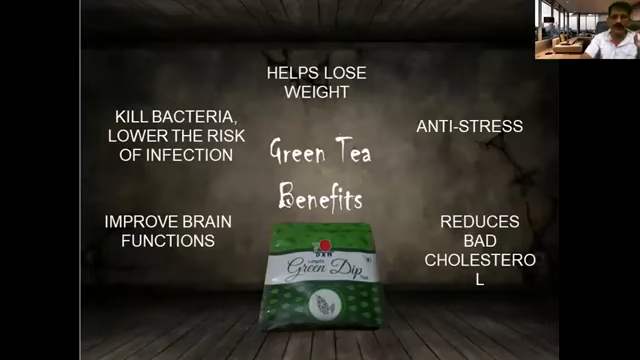 HELPS LOSE
WEIGHT
KILL BACTERIA,
LOWER THE RISK
OF INFECTION
ANTI-STRESS
Green Tea
Benefits
IMPROVE BRAIN
FUNCTIONS
REDUCES
BAD
CHOLESTERO
L
DXN
Green Dip